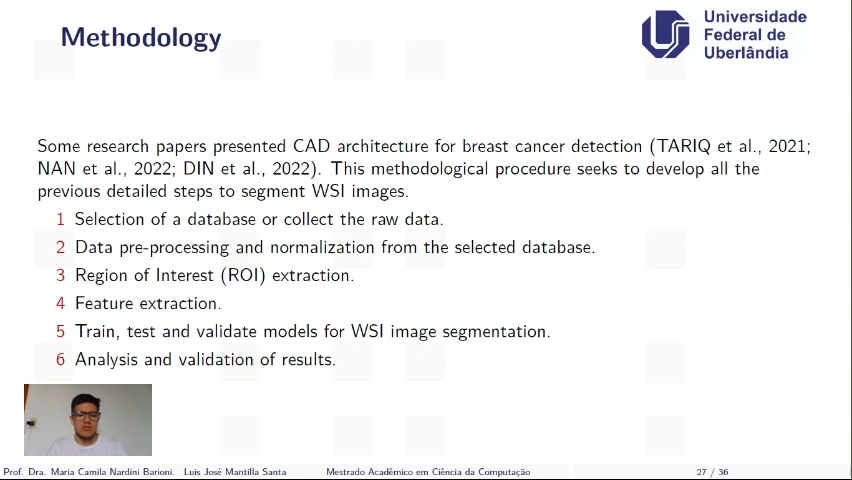 Methodology
Universidade
Federal de
Uberlândia
Some research papers presented CAD architecture for breast cancer detection (TARIQ et al., 2021;
NAN et al., 2022; DIN et al., 2022). This methodological procedure seeks to develop all the
previous detailed steps to segment WSI images.
1 Selection of a database or collect the raw data.
2 Data pre-processing and normalization from the selected database.
3 Region of Interest (ROI) extraction.
4 Feature extraction.
5 Train, test and validate models for WSI image segmentation.
6 Analysis and validation of results.
Prof. Dra. Maria Camila Nardini Barioni. Luis José Mantilla Santa Mestrado Acadêmico em Ciência da Computação 27 / 36